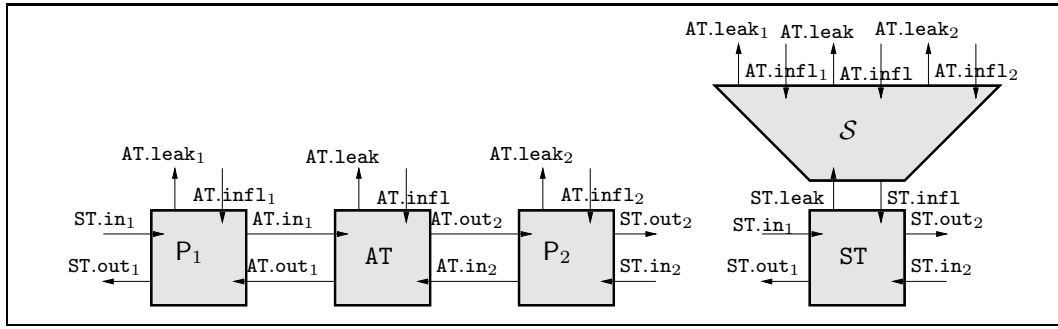 AT.leak₁ AT.leak AT.leak₂
AT.infl₁ AT.infl AT.infl₂
𝒮
AT.leak₁ AT.leak AT.leak₂
ST.leak ST.infl
AT.infl₁ AT.infl AT.infl₂
ST.in₁ AT.in₁ AT.out₂ ST.out₂ ST.in₁ ST.out₂
P₁ AT P₂ ST
ST.out₁ AT.out₁ AT.in₂ ST.in₂ ST.out₁ ST.in₂